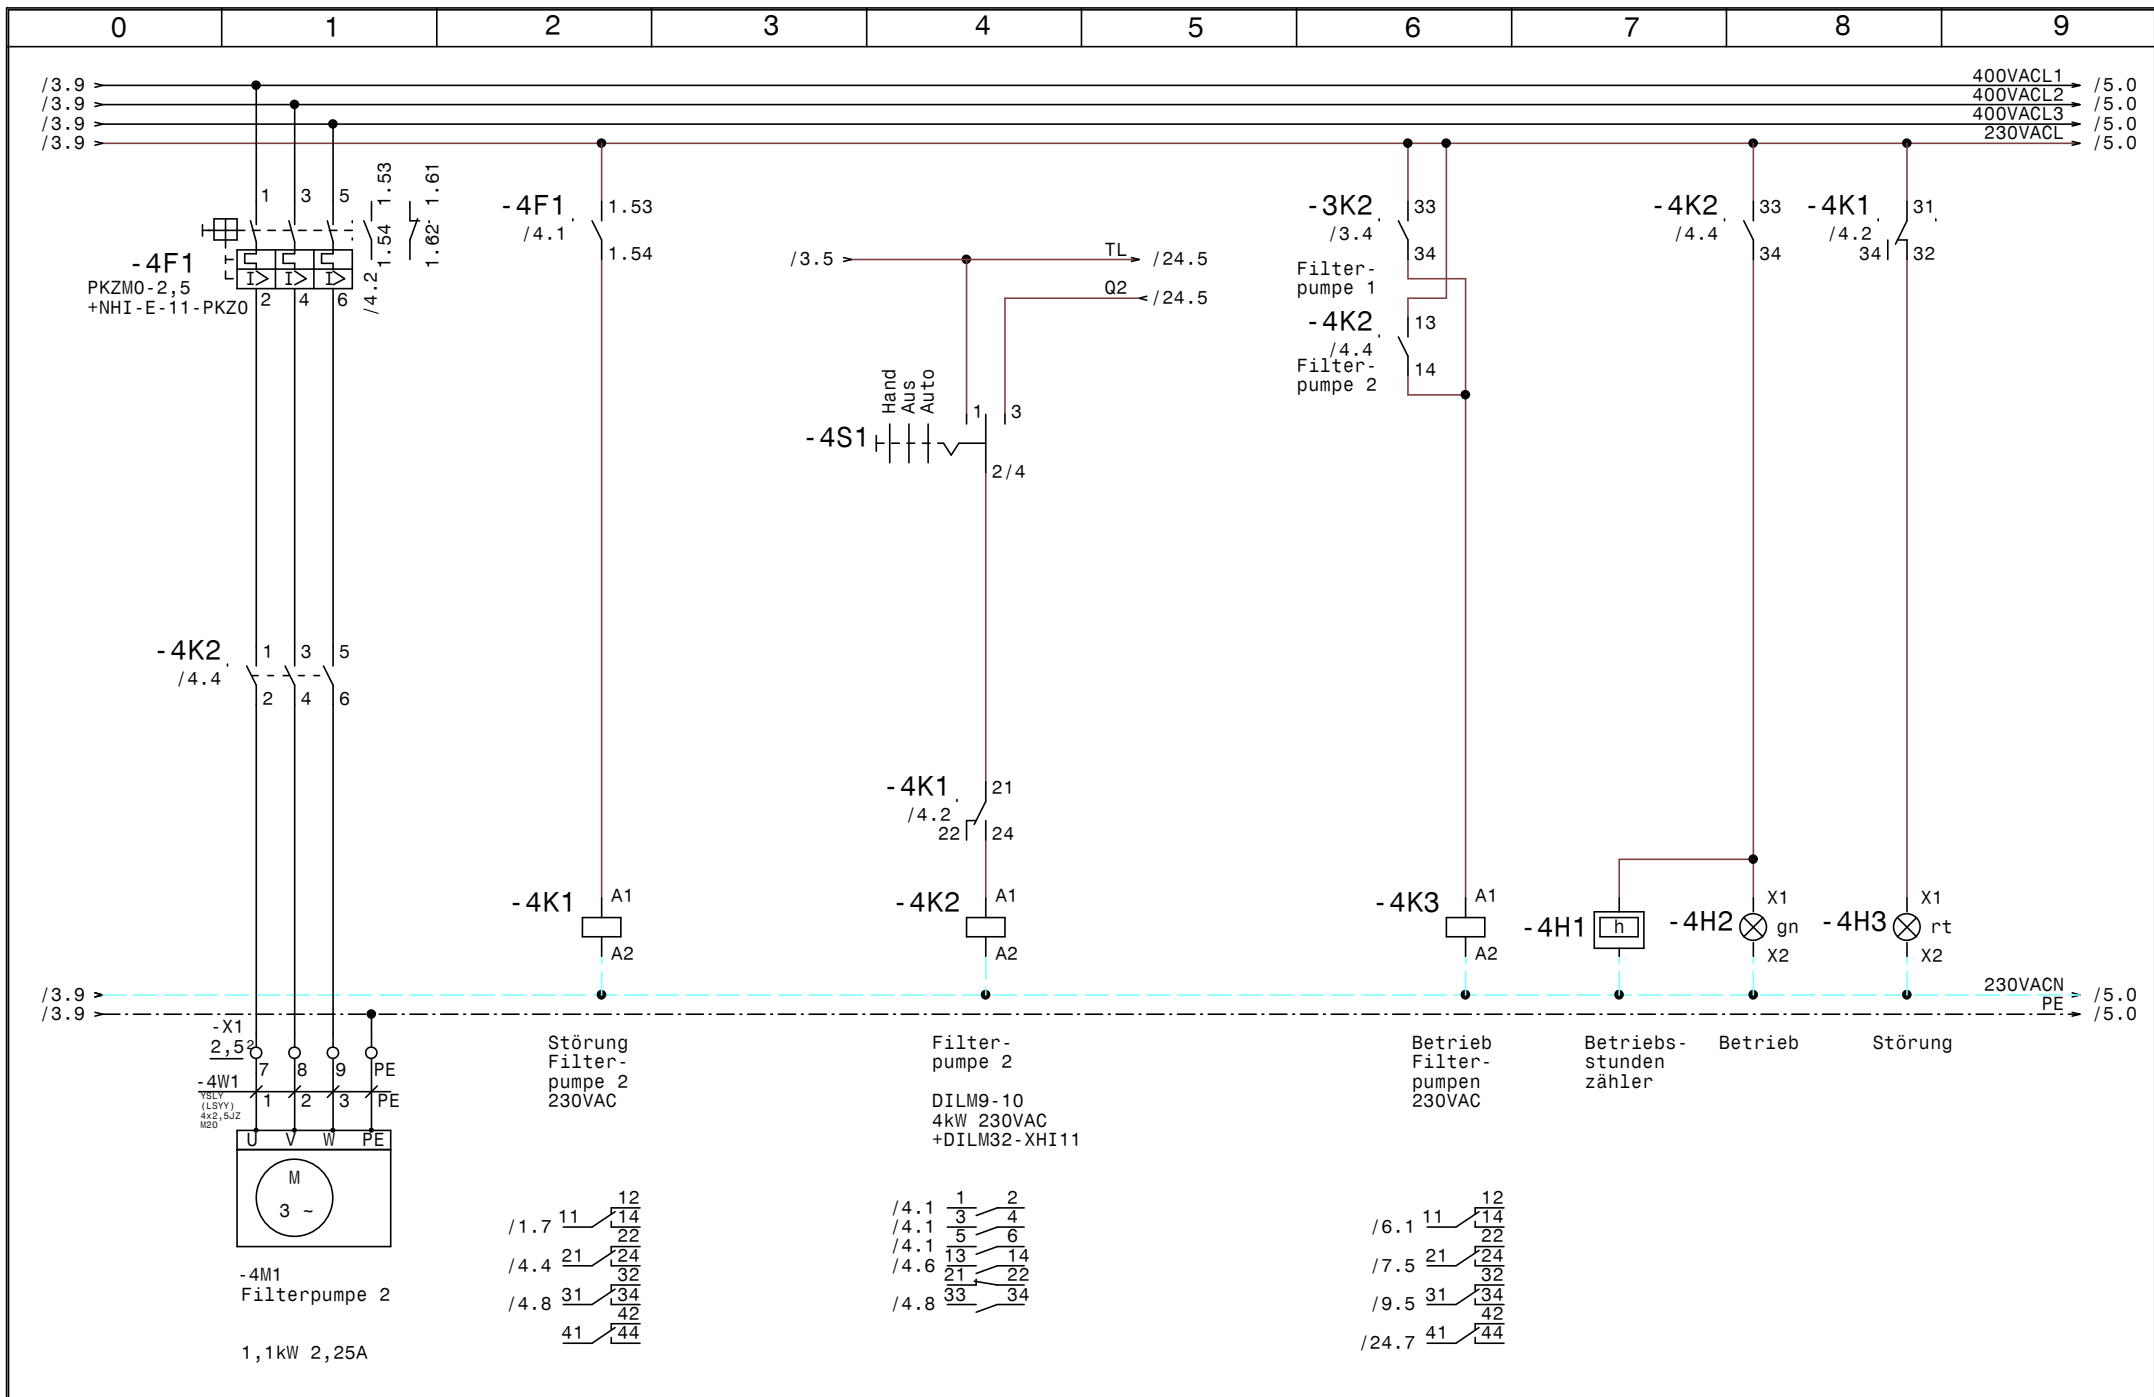 0 1 2 3 4 5 6 7 8 9
/3.9 400VACL1 /5.0
/3.9 400VACL2 /5.0
/3.9 400VACL3 /5.0
/3.9 230VACL /5.0
1 3 5
1.53
1.54
1.61
1.62
-4F1
PKZM0-2,5
+NHI-E-11-PKZ0
2 4 6
/4.2
-4F1
/4.1
1.53
1.54
/3.5 TL /24.5
Q2 /24.5
Hand
Aus
Auto
-4S1
1 3
2/4
-3K2
/3.4
33
34
Filter-
pumpe 1
-4K2
/4.4
13
14
Filter-
pumpe 2
-4K2
/4.4
33
34
-4K1
/4.2
31
34 32
-4K2
/4.4
1 3 5
2 4 6
-4K1
/4.2
21
22 24
-4K1
A1
A2
-4K2
A1
A2
-4K3
A1
A2
-4H1
h
-4H2
X1
gn
X2
-4H3
X1
rt
X2
/3.9 230VACN /5.0
/3.9 PE /5.0
-X1
2,5²
7 8 9 PE
-4W1
YSLY
(LSYY)
4x2,5JZ
M20
1 2 3 PE
U V W PE
M
3 ~
-4M1
Filterpumpe 2
1,1kW 2,25A
Störung
Filter-
pumpe 2
230VAC
Filter-
pumpe 2
DILM9-10
4kW 230VAC
+DILM32-XHI11
Betrieb
Filter-
pumpen
230VAC
Betriebs-
stunden
zähler
Betrieb
Störung
12
/1.7 11 14
22
/4.4 21 24
32
/4.8 31 34
42
41 44
/4.1 1 2
/4.1 3 4
/4.1 5 6
/4.6 13 14
21 22
/4.8 33 34
12
/6.1 11 14
22
/7.5 21 24
32
/9.5 31 34
42
/24.7 41 44